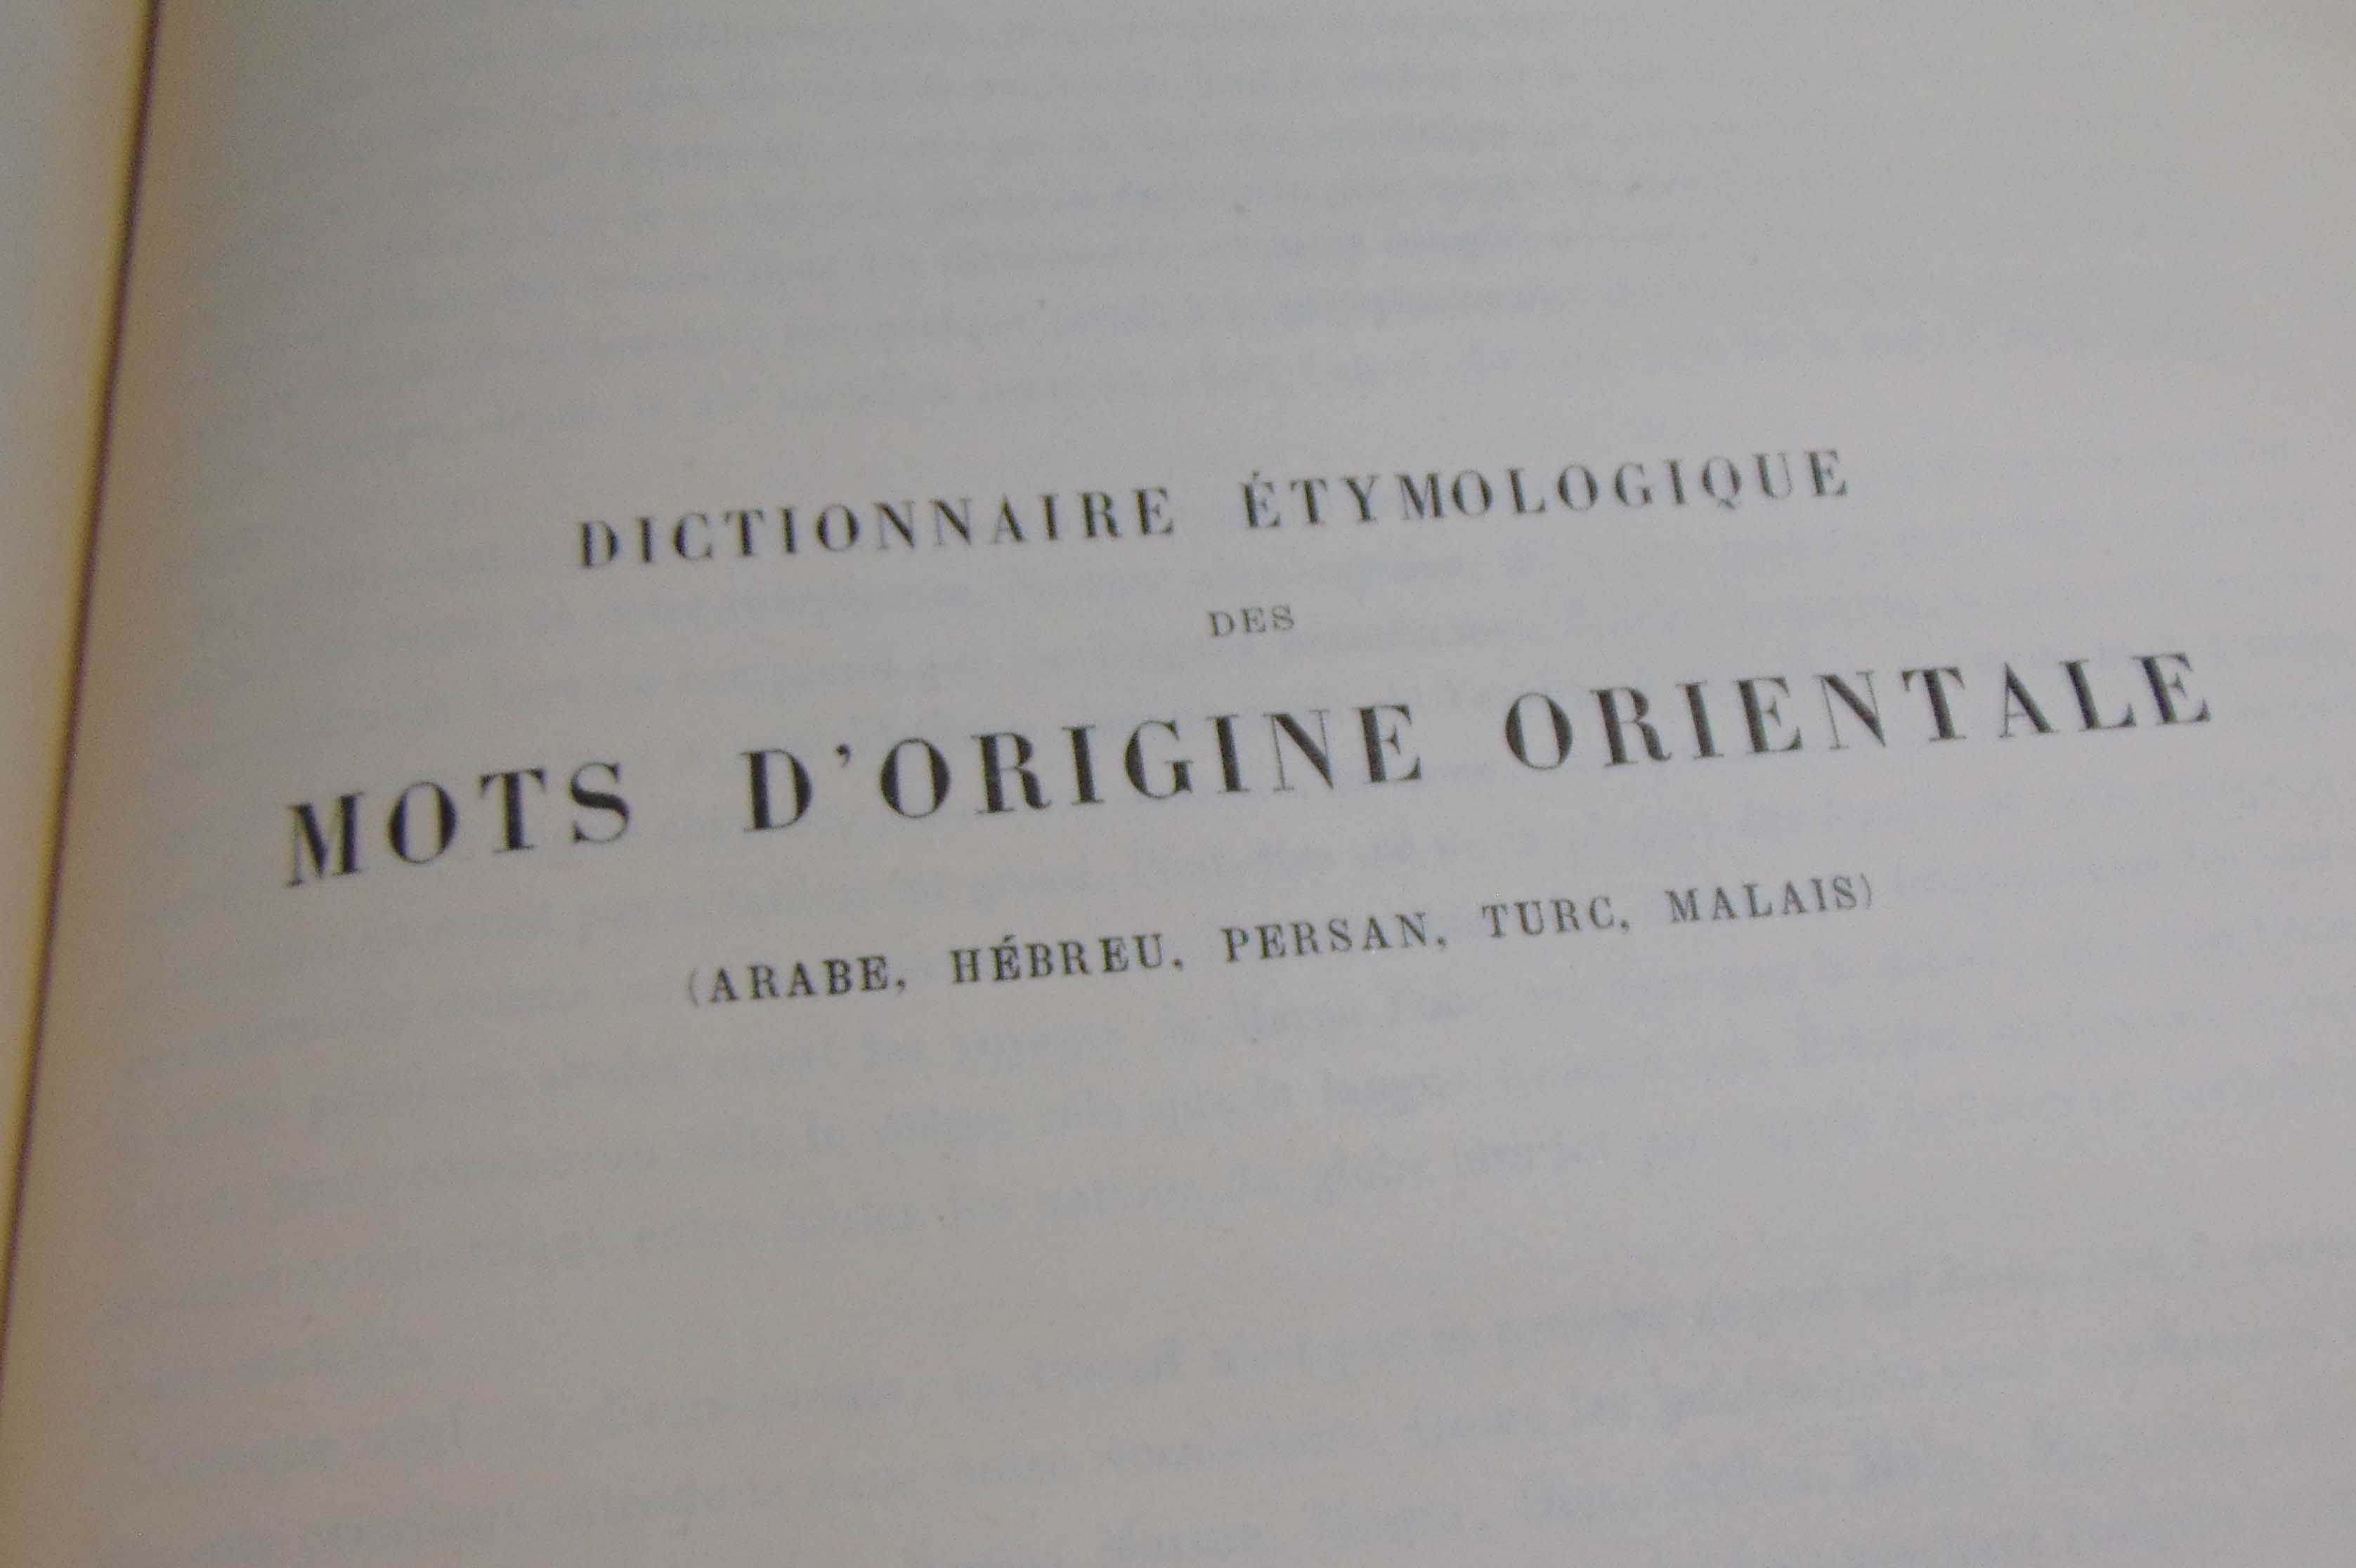 DICTIONNAIRE ÉTYMOLOGIQUE
DES
MOTS D'ORIGINE ORIENTALE
(ARABE, HÉBREU, PERSAN, TURC, MALAIS)